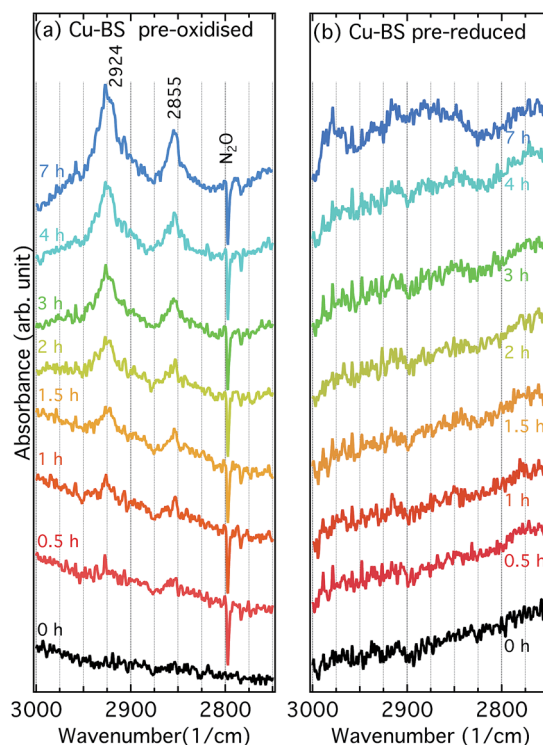 (a) Cu-BS pre-oxidised
2924
2855
N₂O
7 h
4 h
3 h
2 h
1.5 h
1 h
0.5 h
0 h
Absorbance (arb. unit)
3000 2900 2800
Wavenumber(1/cm)
(b) Cu-BS pre-reduced
7 h
4 h
3 h
2 h
1.5 h
1 h
0.5 h
0 h
3000 2900 2800
Wavenumber (1/cm)